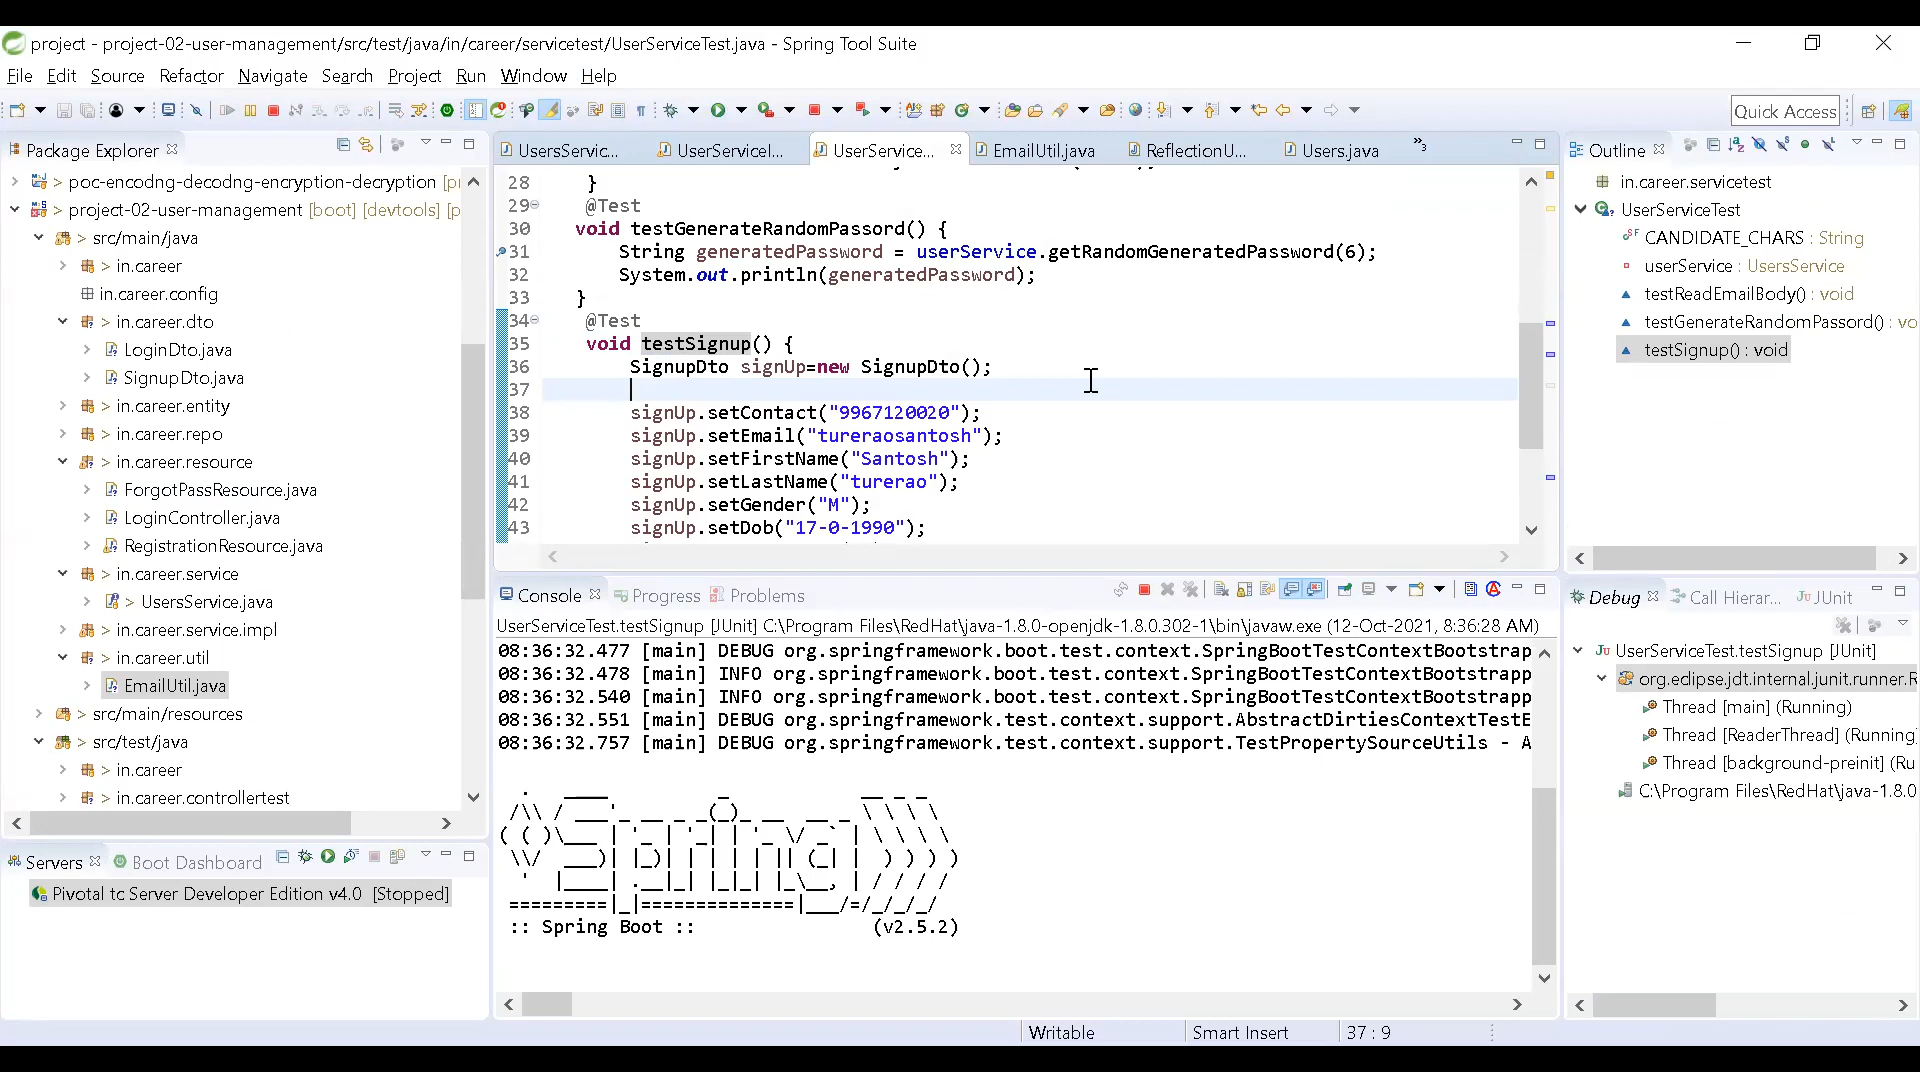 project - project-02-user-management/src/test/java/in/career/servicetest/UserServiceTest.java - Spring Tool Suite
File Edit Source Refactor Navigate Search Project Run Window Help
Quick Access
Package Explorer
> poc-encodng-decodng-encryption-decryption [p
> project-02-user-management [boot] [devtools] [p
> src/main/java
> in.career
in.career.config
> in.career.dto
LoginDto.java
SignupDto.java
> in.career.entity
> in.career.repo
> in.career.resource
ForgotPassResource.java
LoginController.java
RegistrationResource.java
> in.career.service
> UsersService.java
> in.career.service.impl
> in.career.util
EmailUtil.java
> src/main/resources
> src/test/java
> in.career
> in.career.controllertest
Servers Boot Dashboard
Pivotal tc Server Developer Edition v4.0 [Stopped]
UsersServic... UserServiceI... UserService... EmailUtil.java ReflectionU... Users.java »3
28 }
29 @Test
30 void testGenerateRandomPassord() {
31 String generatedPassword = userService.getRandomGeneratedPassword(6);
32 System.out.println(generatedPassword);
33 }
34 @Test
35 void testSignup() {
36 SignupDto signUp=new SignupDto();
37
38 signUp.setContact("9967120020");
39 signUp.setEmail("tureraosantosh");
40 signUp.setFirstName("Santosh");
41 signUp.setLastName("turerao");
42 signUp.setGender("M");
43 signUp.setDob("17-0-1990");
Console Progress Problems
UserServiceTest.testSignup [JUnit] C:\Program Files\RedHat\java-1.8.0-openjdk-1.8.0.302-1\bin\javaw.exe (12-Oct-2021, 8:36:28 AM)
08:36:32.477 [main] DEBUG org.springframework.boot.test.context.SpringBootTestContextBootstrap
08:36:32.478 [main] INFO org.springframework.boot.test.context.SpringBootTestContextBootstrapp
08:36:32.540 [main] INFO org.springframework.boot.test.context.SpringBootTestContextBootstrapp
08:36:32.551 [main] DEBUG org.springframework.test.context.support.AbstractDirtiesContextTestE
08:36:32.757 [main] DEBUG org.springframework.test.context.support.TestPropertySourceUtils - A
Spring
:: Spring Boot :: (v2.5.2)
Outline
in.career.servicetest
UserServiceTest
CANDIDATE_CHARS : String
userService : UsersService
testReadEmailBody() : void
testGenerateRandomPassord() : vo
testSignup() : void
Debug Call Hierar... JUnit
UserServiceTest.testSignup [JUnit]
org.eclipse.jdt.internal.junit.runner.R
Thread [main] (Running)
Thread [ReaderThread] (Running
Thread [background-preinit] (Ru
C:\Program Files\RedHat\java-1.8.0
Writable Smart Insert 37 : 9